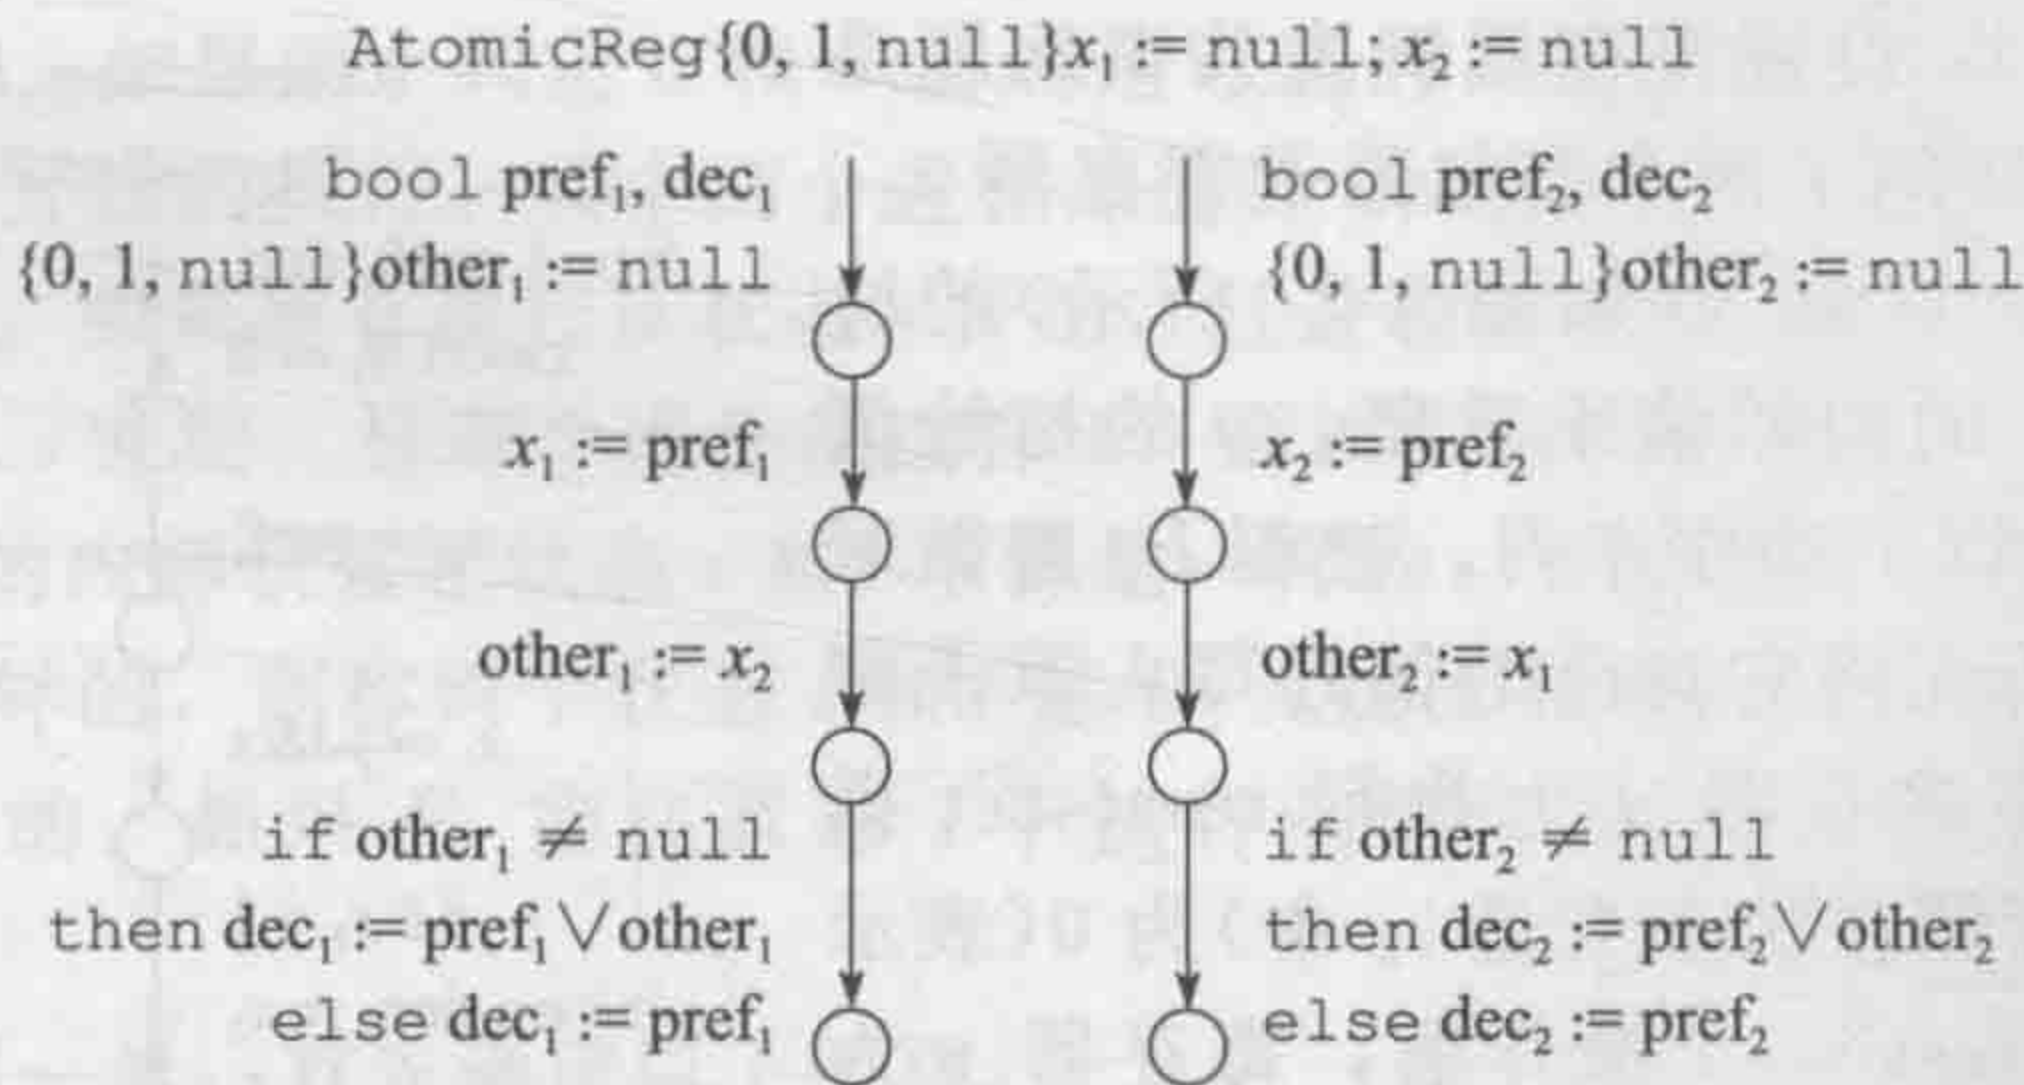 AtomicReg{0, 1, null}x₁ := null; x₂ := null
bool pref₁, dec₁
{0, 1, null}other₁ := null
x₁ := pref₁
other₁ := x₂
if other₁ ≠ null
then dec₁ := pref₁ ∨ other₁
else dec₁ := pref₁
bool pref₂, dec₂
{0, 1, null}other₂ := null
x₂ := pref₂
other₂ := x₁
if other₂ ≠ null
then dec₂ := pref₂ ∨ other₂
else dec₂ := pref₂